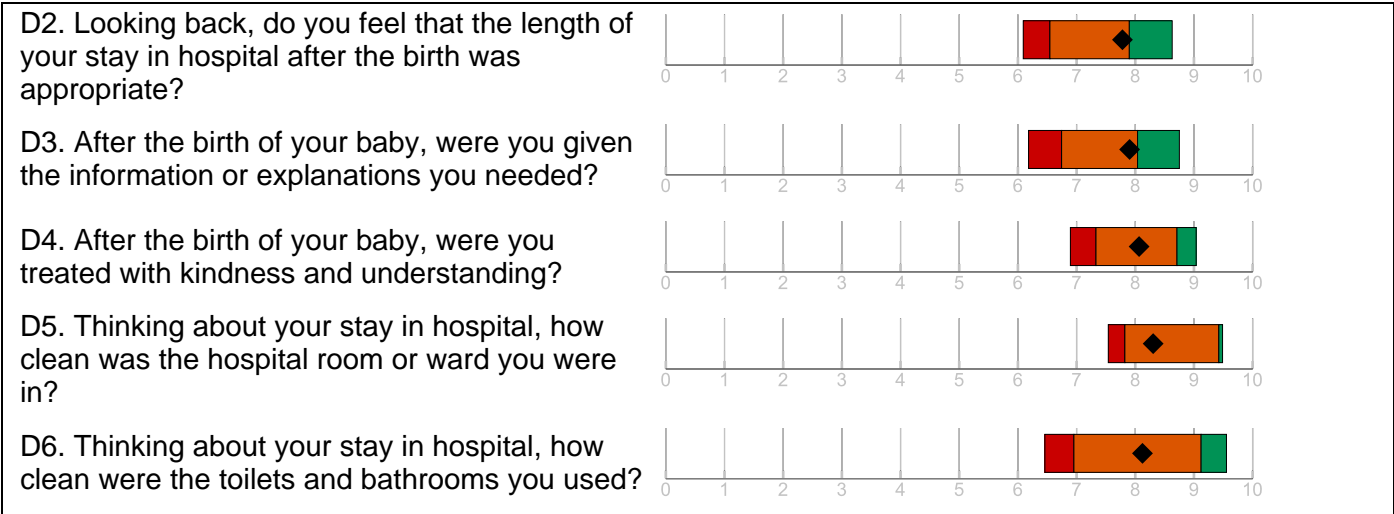 D2. Looking back, do you feel that the length of
your stay in hospital after the birth was
appropriate?
0 1 2 3 4 5 6 7 8 9 10
D3. After the birth of your baby, were you given
the information or explanations you needed?
0 1 2 3 4 5 6 7 8 9 10
D4. After the birth of your baby, were you
treated with kindness and understanding?
0 1 2 3 4 5 6 7 8 9 10
D5. Thinking about your stay in hospital, how
clean was the hospital room or ward you were
in?
0 1 2 3 4 5 6 7 8 9 10
D6. Thinking about your stay in hospital, how
clean were the toilets and bathrooms you used?
0 1 2 3 4 5 6 7 8 9 10